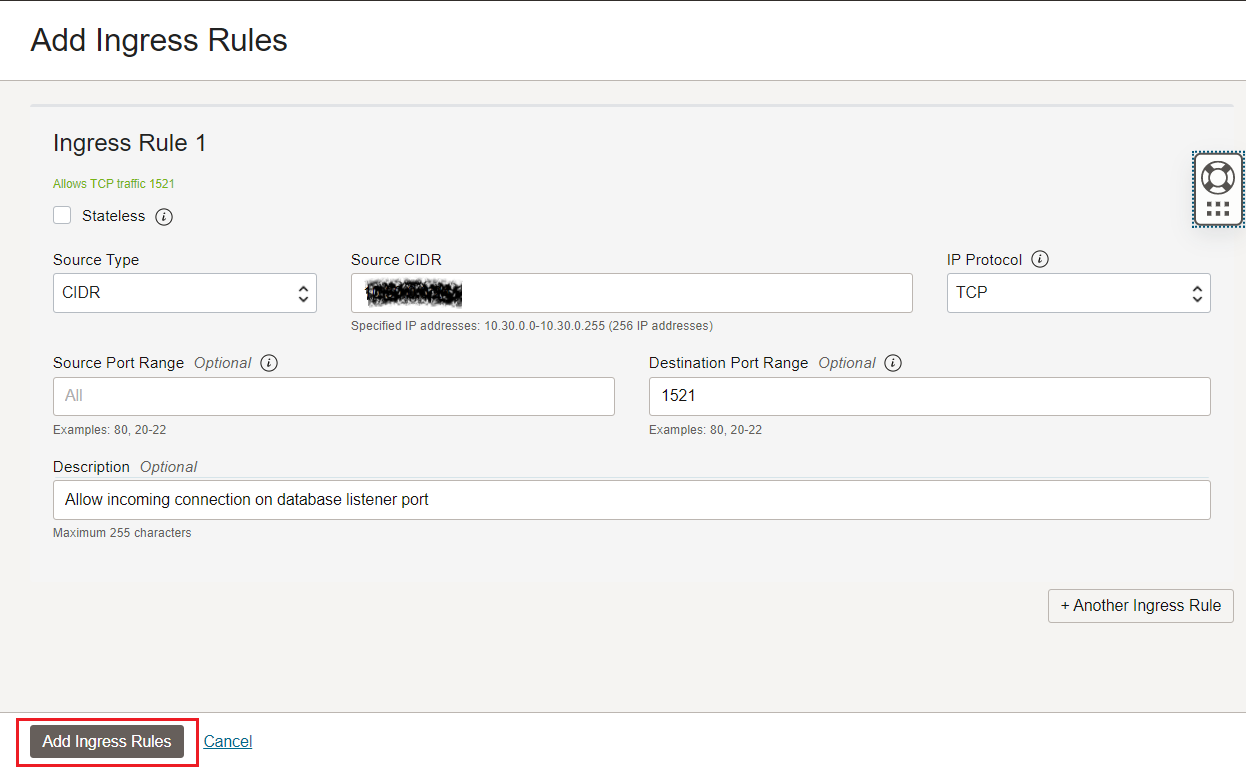 Add Ingress Rules
Ingress Rule 1
Allows TCP traffic 1521
Stateless
Source Type
Source CIDR
IP Protocol
CIDR
TCP
Specified IP addresses: 10.30.0.0-10.30.0.255 (256 IP addresses)
Source Port Range Optional
Destination Port Range Optional
All
1521
Examples: 80, 20-22
Examples: 80, 20-22
Description Optional
Allow incoming connection on database listener port
Maximum 255 characters
+ Another Ingress Rule
Add Ingress Rules
Cancel